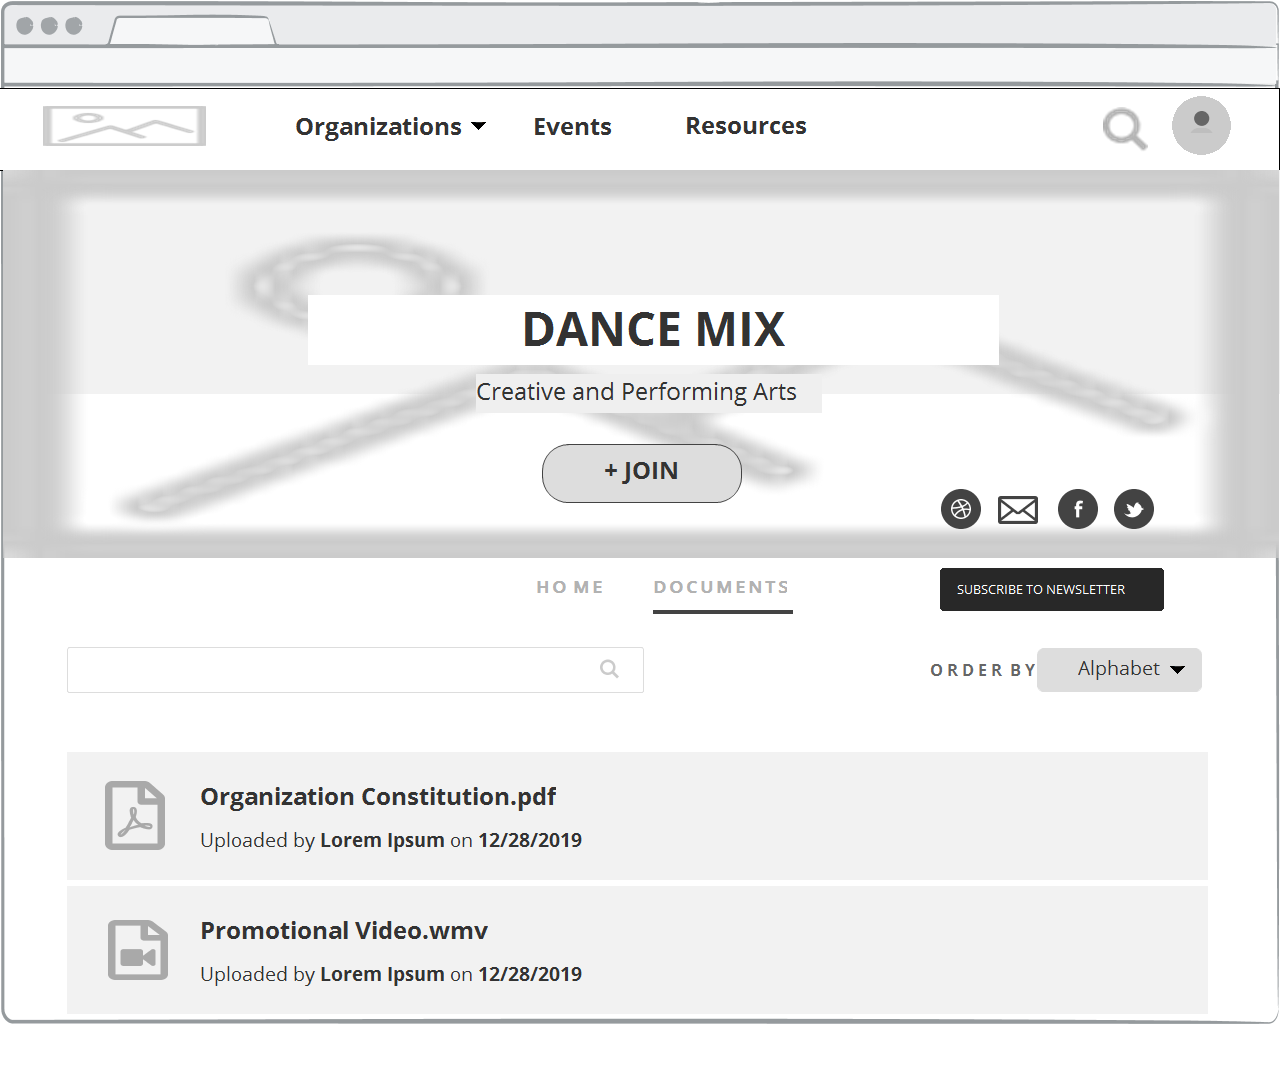 Organizations Events Resources
DANCE MIX
Creative and Performing Arts
+ JOIN
HOME DOCUMENTS SUBSCRIBE TO NEWSLETTER
ORDER BY Alphabet
Organization Constitution.pdf
Uploaded by Lorem Ipsum on 12/28/2019
Promotional Video.wmv
Uploaded by Lorem Ipsum on 12/28/2019